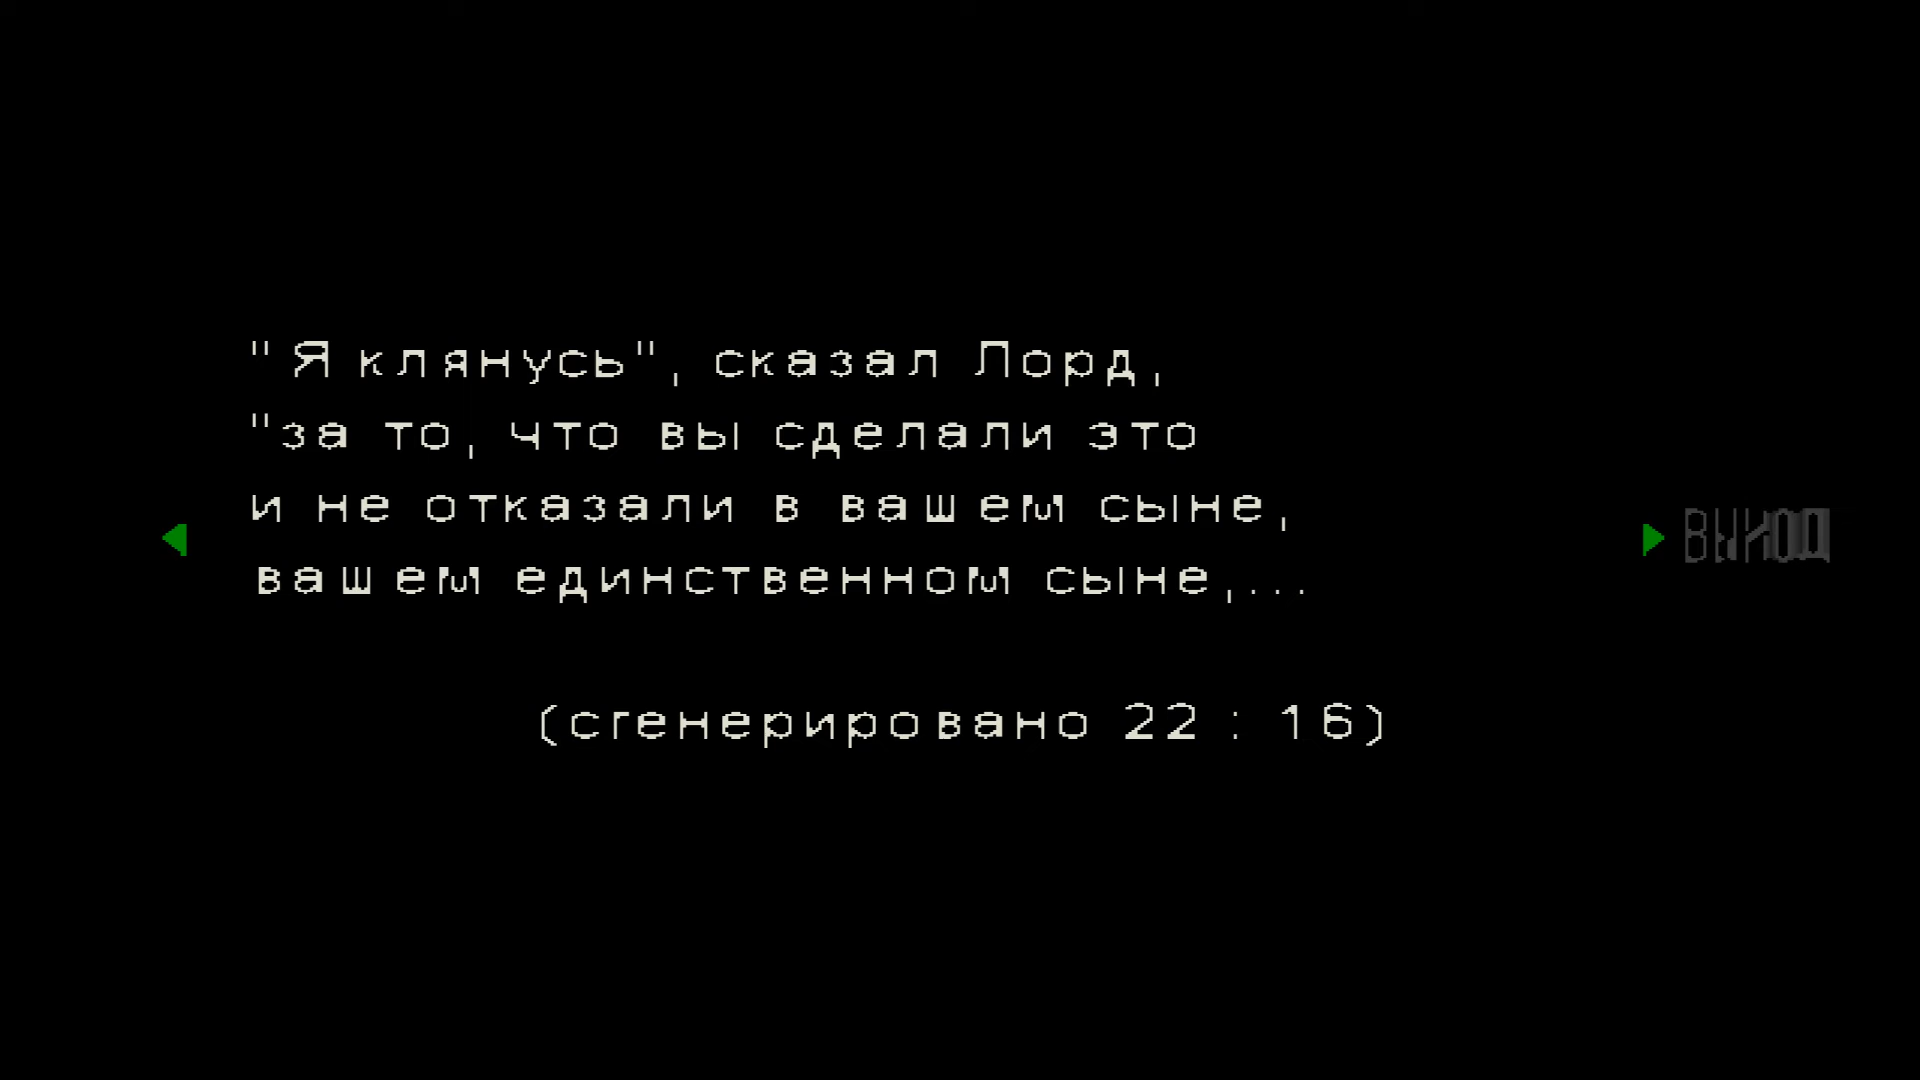 "Я клянусь", сказал Лорд,
"за то, что вы сделали это
и не отказали в вашем сыне,
вашем единственном сыне,...
(сгенерировано 22 : 16)